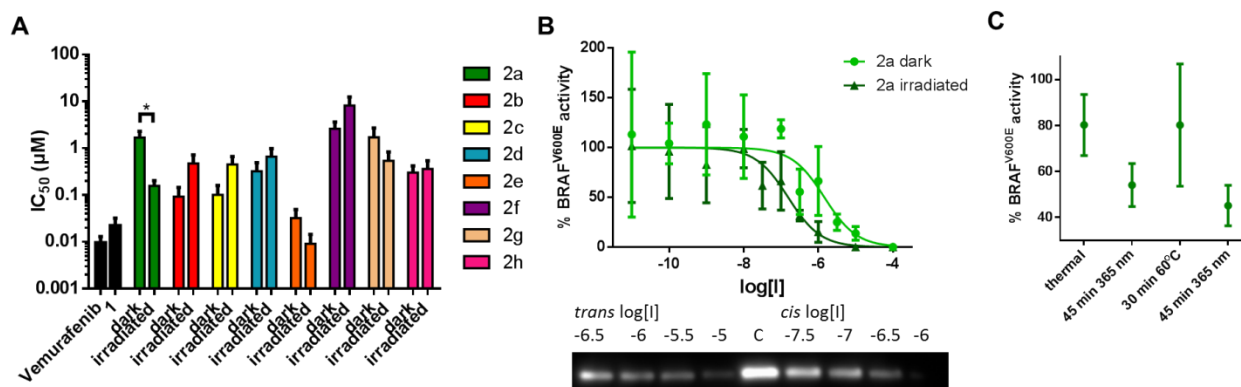 A
IC50 (µM)
100
10
1
0.1
0.01
0.001
*
Vemurafenib
1
dark
irradiated
dark
irradiated
dark
irradiated
dark
irradiated
dark
irradiated
dark
irradiated
dark
irradiated
dark
irradiated
2a
2b
2c
2d
2e
2f
2g
2h
B
% BRAFV600E activity
200
150
100
50
0
-10
-8
-6
-4
log[I]
2a dark
2a irradiated
trans log[I]
cis log[I]
-6.5 -6 -5.5 -5 C -7.5 -7 -6.5 -6
C
% BRAFV600E activity
100
80
60
40
thermal
45 min 365 nm
30 min 60°C
45 min 365 nm